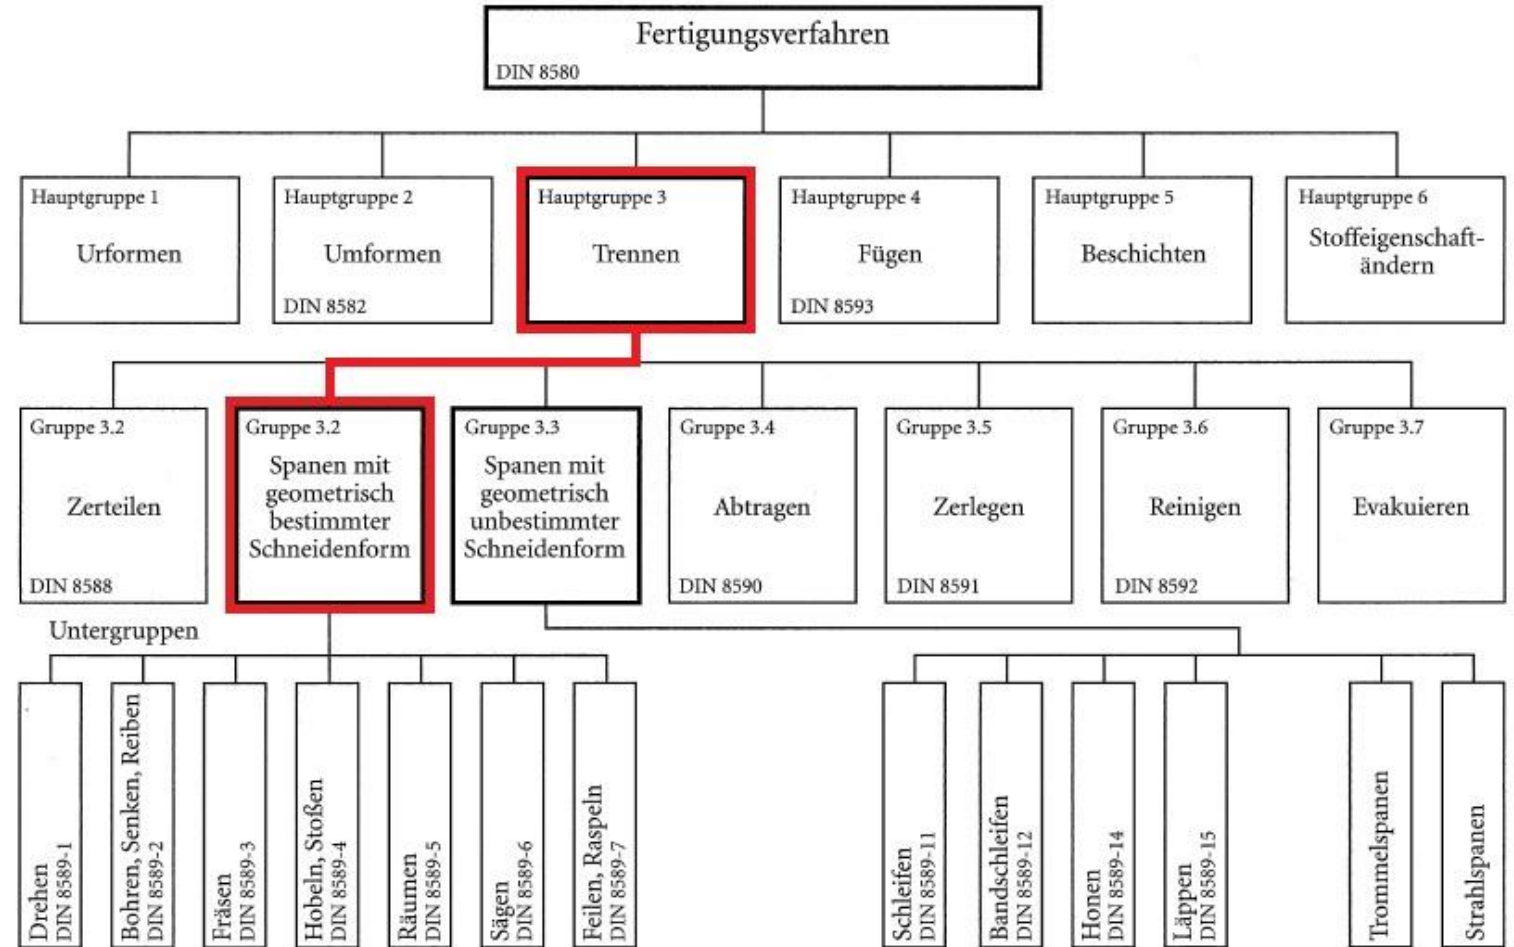 Fertigungsverfahren
DIN 8580
Hauptgruppe 1
Urformen
Hauptgruppe 2
Umformen
DIN 8582
Hauptgruppe 3
Trennen
Hauptgruppe 4
Fügen
DIN 8593
Hauptgruppe 5
Beschichten
Hauptgruppe 6
Stoffeigenschaft-
ändern
Gruppe 3.2
Zerteilen
DIN 8588
Gruppe 3.2
Spanen mit
geometrisch
bestimmter
Schneidenform
Gruppe 3.3
Spanen mit
geometrisch
unbestimmter
Schneidenform
Gruppe 3.4
Abtragen
DIN 8590
Gruppe 3.5
Zerlegen
DIN 8591
Gruppe 3.6
Reinigen
DIN 8592
Gruppe 3.7
Evakuieren
Untergruppen
Drehen
DIN 8589-1
Bohren, Senken, Reiben
DIN 8589-2
Fräsen
DIN 8589-3
Hobeln, Stoßen
DIN 8589-4
Räumen
DIN 8589-5
Sägen
DIN 8589-6
Feilen, Raspeln
DIN 8589-7
Schleifen
DIN 8589-11
Bandschleifen
DIN 8589-12
Honen
DIN 8589-14
Läppen
DIN 8589-15
Trommelspanen
Strahlspanen